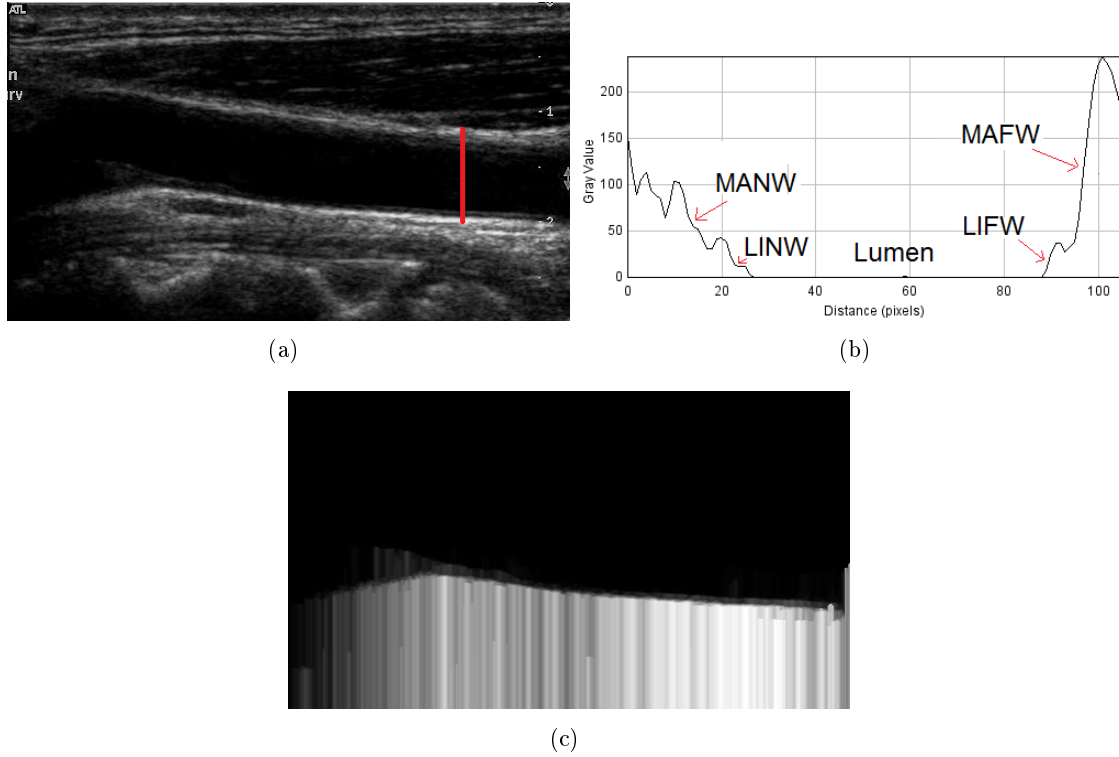 ATL
n
rv
1
2
200
150
100
50
0
Gray Value
MANW
LINW
Lumen
MAFW
LIFW
0 20 40 60 80 100
Distance (pixels)
(a) (b)
(c)